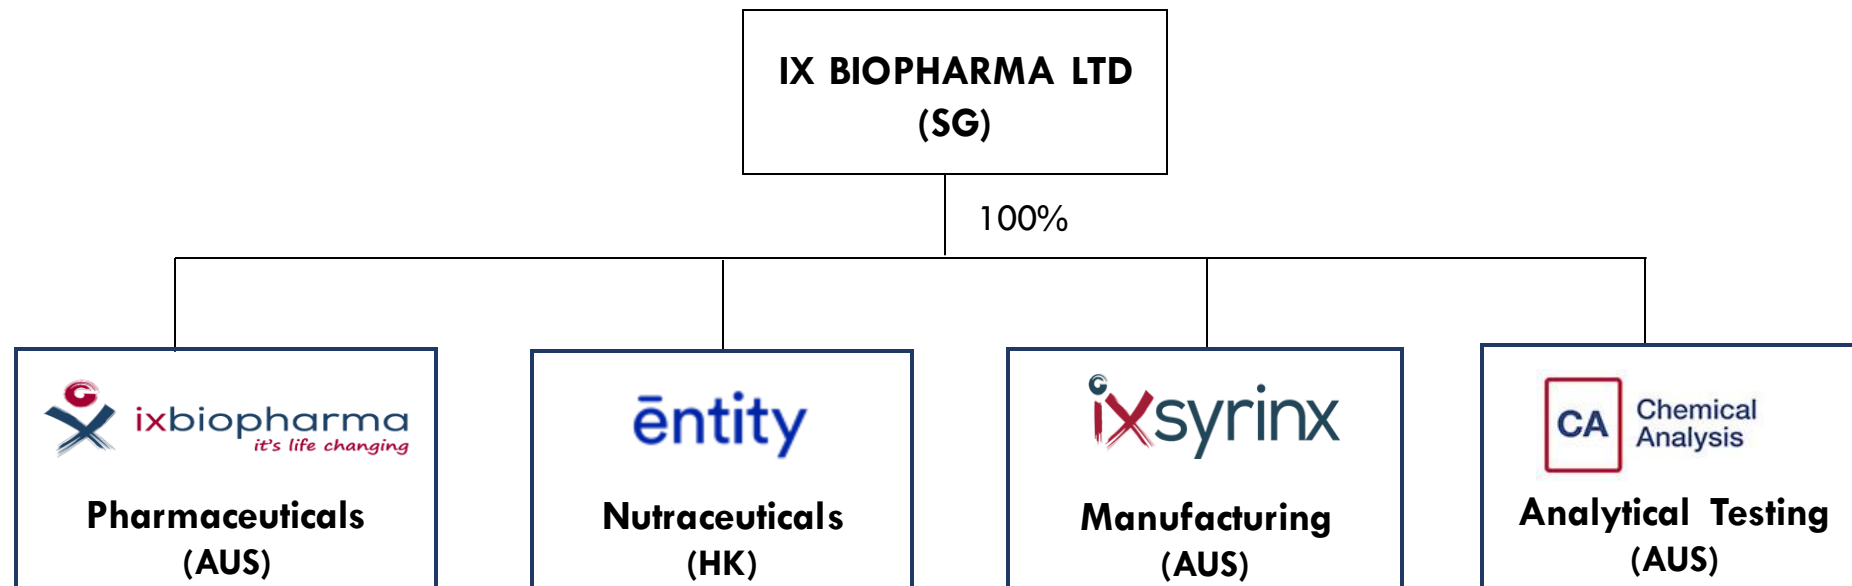 IX BIOPHARMA LTD
(SG)
100%
ixbiopharma
it's life changing
Pharmaceuticals
(AUS)
ēntity
Nutraceuticals
(HK)
ixsyrinx
Manufacturing
(AUS)
CA
Chemical
Analysis
Analytical Testing
(AUS)